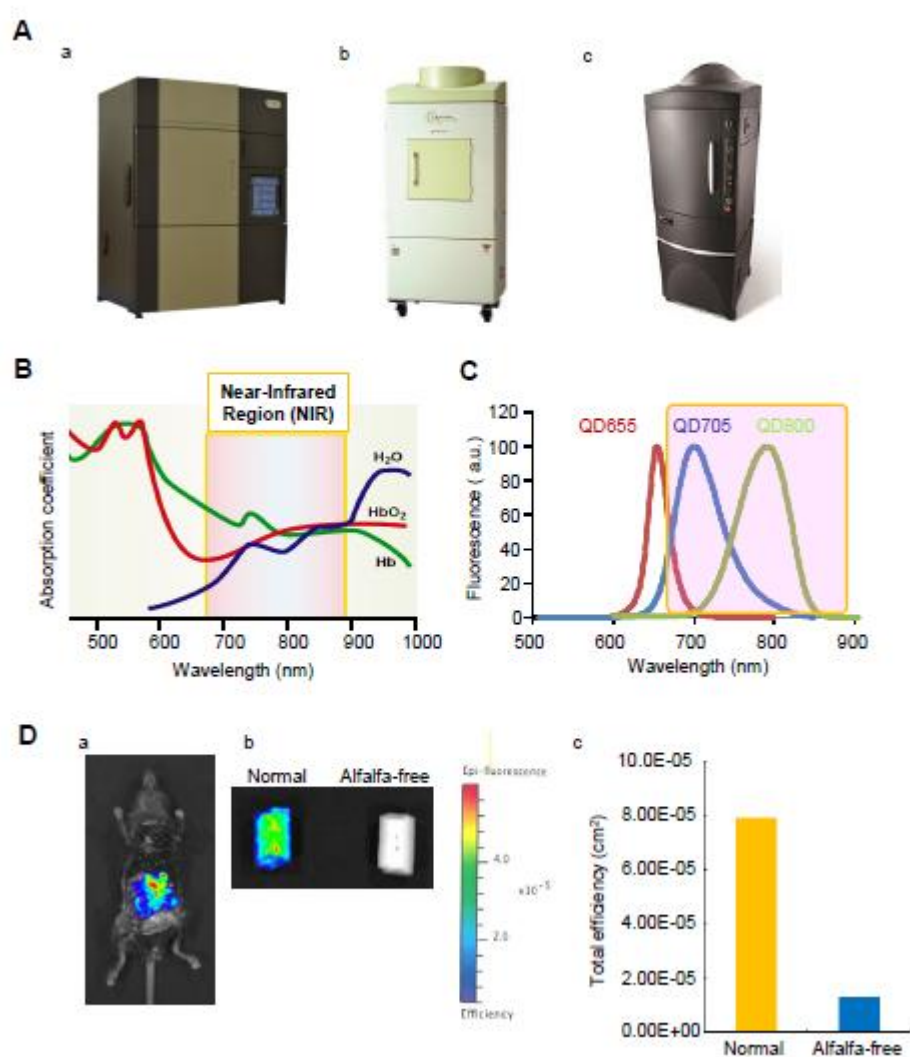 A
a
b
c
B
Near-Infrared
Region (NIR)
H₂O
HbO₂
Hb
Absorption coefficient
500
600
700
800
900
1000
Wavelength (nm)
C
120
100
80
60
40
20
0
Fluorescence ( a.u.)
QD655
QD705
QD800
500
600
700
800
900
Wavelength (nm)
D
a
b
Normal
Alfalfa-free
Epi-fluorescence
4.0
x10⁻⁵
2.0
Efficiency
c
10.0E-05
8.00E-05
6.00E-05
4.00E-05
2.00E-05
0.00E+00
Total efficiency (cm²)
Normal
Alfalfa-free